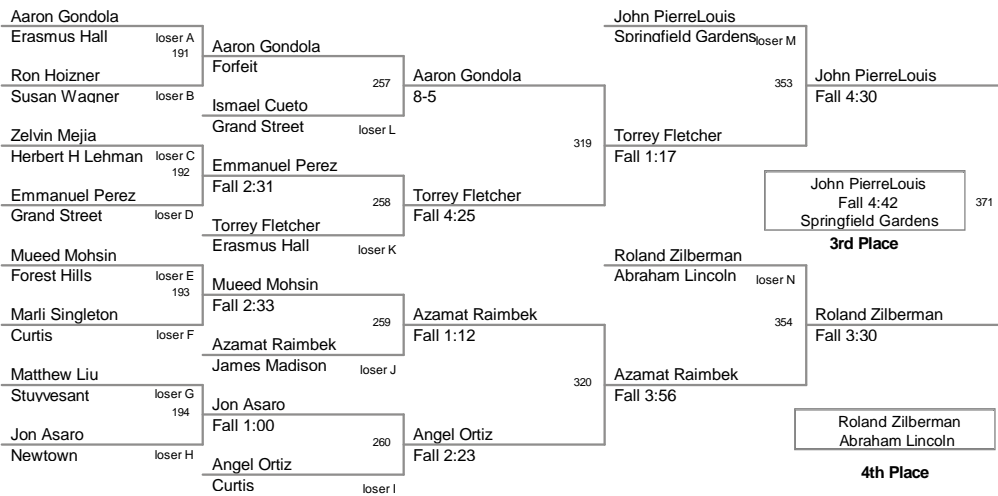 Aaron Gondola
Erasmus Hall
loser A
191
Ron Hoizner
Susan Wagner
loser B
Zelvin Mejia
Herbert H Lehman
loser C
192
Emmanuel Perez
Grand Street
loser D
Mueed Mohsin
Forest Hills
loser E
193
Marli Singleton
Curtis
loser F
Matthew Liu
Stuyvesant
loser G
194
Jon Asaro
Newtown
loser H
Aaron Gondola
Forfeit
257
Ismael Cueto
Grand Street
loser L
Emmanuel Perez
Fall 2:31
258
Torrey Fletcher
Erasmus Hall
loser K
Mueed Mohsin
Fall 2:33
259
Azamat Raimbek
James Madison
loser J
Jon Asaro
Fall 1:00
260
Angel Ortiz
Curtis
loser I
Aaron Gondola
8-5
319
Torrey Fletcher
Fall 4:25
Azamat Raimbek
Fall 1:12
320
Angel Ortiz
Fall 2:23
John PierreLouis
Springfield Gardens
loser M
353
Torrey Fletcher
Fall 1:17
Roland Zilberman
Abraham Lincoln
loser N
354
Azamat Raimbek
Fall 3:56
John PierreLouis
Fall 4:30
John PierreLouis
Fall 4:42
Springfield Gardens
371
3rd Place
Roland Zilberman
Fall 3:30
Roland Zilberman
Abraham Lincoln
4th Place